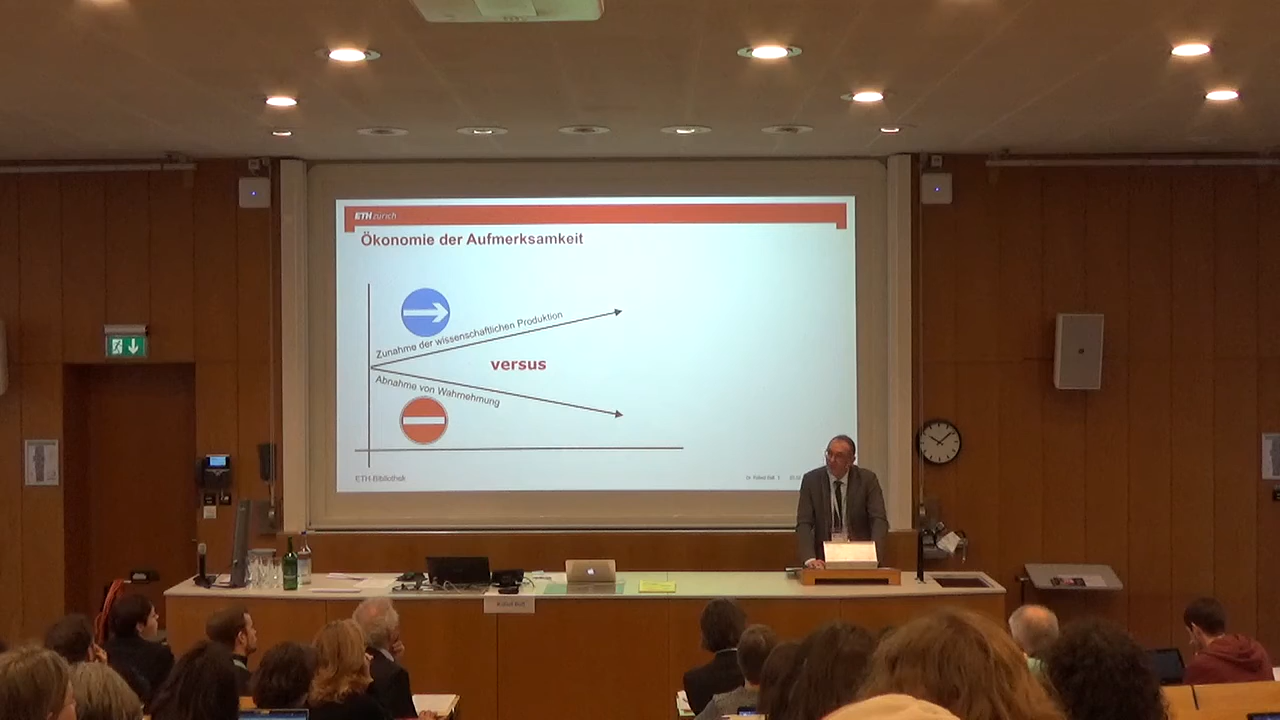 ETH zürich
Ökonomie der Aufmerksamkeit
Zunahme der wissenschaftlichen Produktion
versus
Abnahme von Wahrnehmung
ETH-Bibliothek